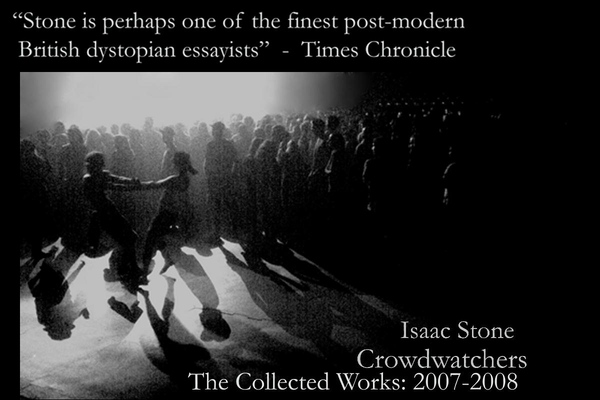 “Stone is perhaps one of the finest post-modern
British dystopian essayists” - Times Chronicle
Isaac Stone
Crowdwatchers
The Collected Works: 2007-2008